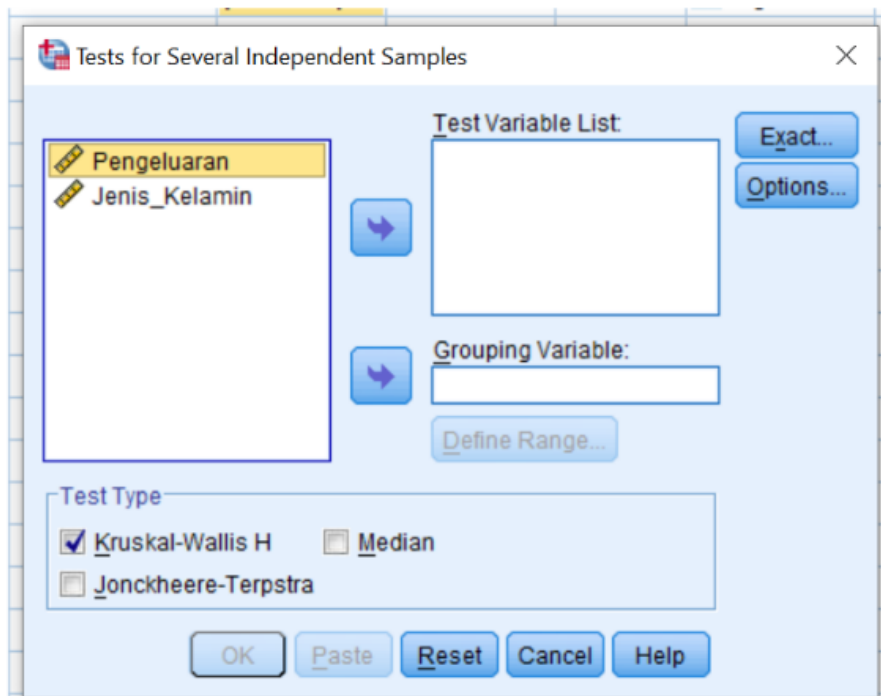 Tests for Several Independent Samples
Pengeluaran
Jenis_Kelamin
Test Variable List:
Exact...
Options...
Grouping Variable:
Define Range...
Test Type
Kruskal-Wallis H
Median
Jonckheere-Terpstra
OK
Paste
Reset
Cancel
Help